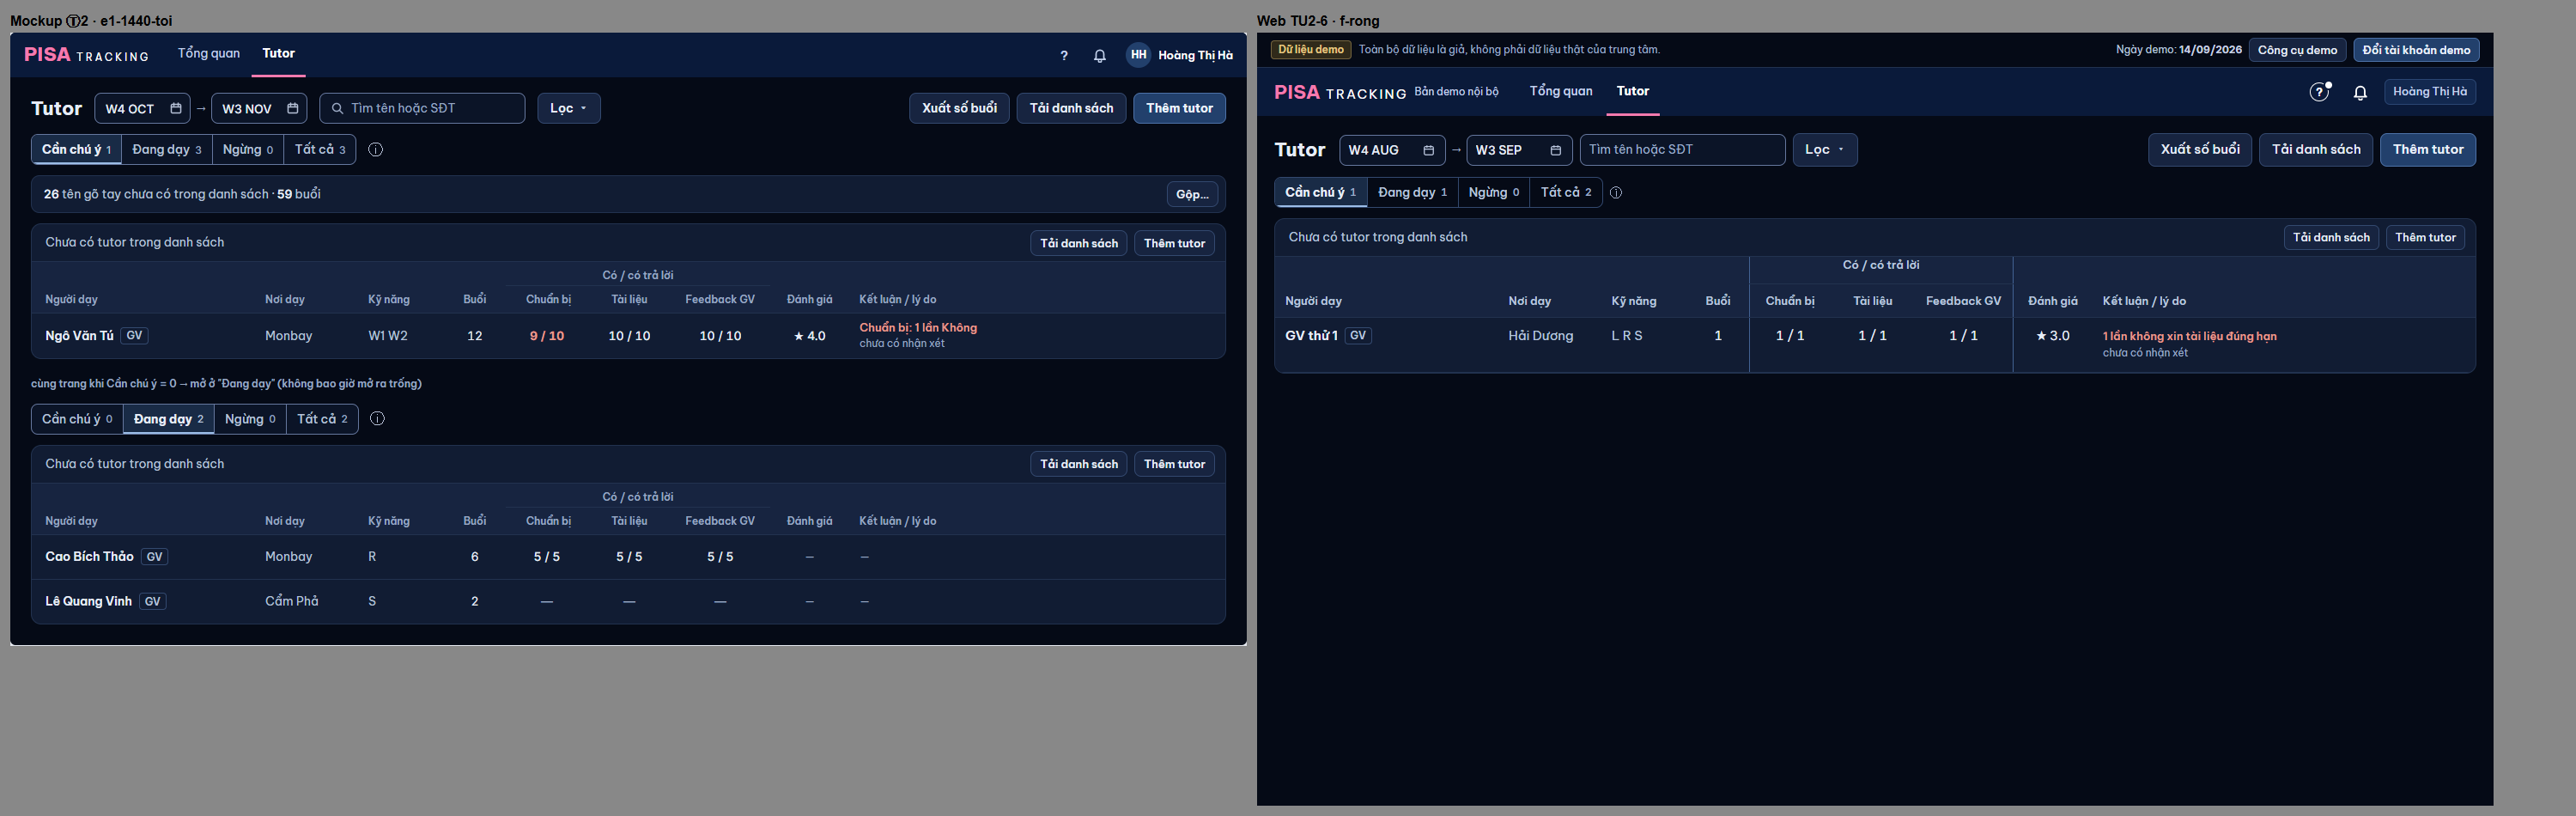 Mockup Ⓣ2 · e1-1440-toi
PISA TRACKING Tổng quan Tutor ? HH Hoàng Thị Hà
Tutor W4 OCT → W3 NOV Tìm tên hoặc SĐT Lọc Xuất số buổi Tải danh sách Thêm tutor
Cần chú ý 1 Đang dạy 3 Ngừng 0 Tất cả 3 ⓘ
26 tên gõ tay chưa có trong danh sách · 59 buổi Gộp...
Chưa có tutor trong danh sách Tải danh sách Thêm tutor
Có / có trả lời
Người dạy Nơi dạy Kỹ năng Buổi Chuẩn bị Tài liệu Feedback GV Đánh giá Kết luận / lý do
Ngô Văn Tú GV Monbay W1 W2 12 9 / 10 10 / 10 10 / 10 ★ 4.0 Chuẩn bị: 1 lần Không
chưa có nhận xét
cùng trang khi Cần chú ý = 0 → mở ở "Đang dạy" (không bao giờ mở ra trống)
Cần chú ý 0 Đang dạy 2 Ngừng 0 Tất cả 2 ⓘ
Chưa có tutor trong danh sách Tải danh sách Thêm tutor
Có / có trả lời
Người dạy Nơi dạy Kỹ năng Buổi Chuẩn bị Tài liệu Feedback GV Đánh giá Kết luận / lý do
Cao Bích Thảo GV Monbay R 6 5 / 5 5 / 5 5 / 5 — —
Lê Quang Vinh GV Cẩm Phả S 2 — — — — —
Web TU2-6 · f-rong
Dữ liệu demo Toàn bộ dữ liệu là giả, không phải dữ liệu thật của trung tâm. Ngày demo: 14/09/2026 Công cụ demo Đổi tài khoản demo
PISA TRACKING Bản demo nội bộ Tổng quan Tutor ? Hoàng Thị Hà
Tutor W4 AUG → W3 SEP Tìm tên hoặc SĐT Lọc Xuất số buổi Tải danh sách Thêm tutor
Cần chú ý 1 Đang dạy 1 Ngừng 0 Tất cả 2 ⓘ
Chưa có tutor trong danh sách Tải danh sách Thêm tutor
Có / có trả lời
Người dạy Nơi dạy Kỹ năng Buổi Chuẩn bị Tài liệu Feedback GV Đánh giá Kết luận / lý do
GV thử 1 GV Hải Dương L R S 1 1 / 1 1 / 1 1 / 1 ★ 3.0 1 lần không xin tài liệu đúng hạn
chưa có nhận xét